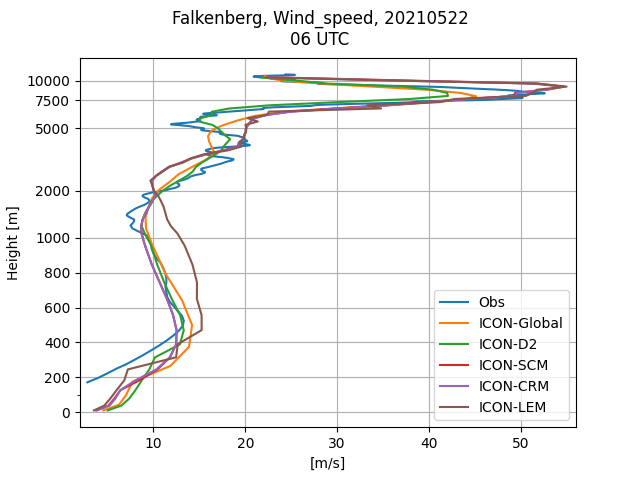 Falkenberg, Wind_speed, 20210522
06 UTC
Height [m]
10000
7500
5000
2000
1000
800
600
400
200
0
10
20
30
40
50
[m/s]
Obs
ICON-Global
ICON-D2
ICON-SCM
ICON-CRM
ICON-LEM